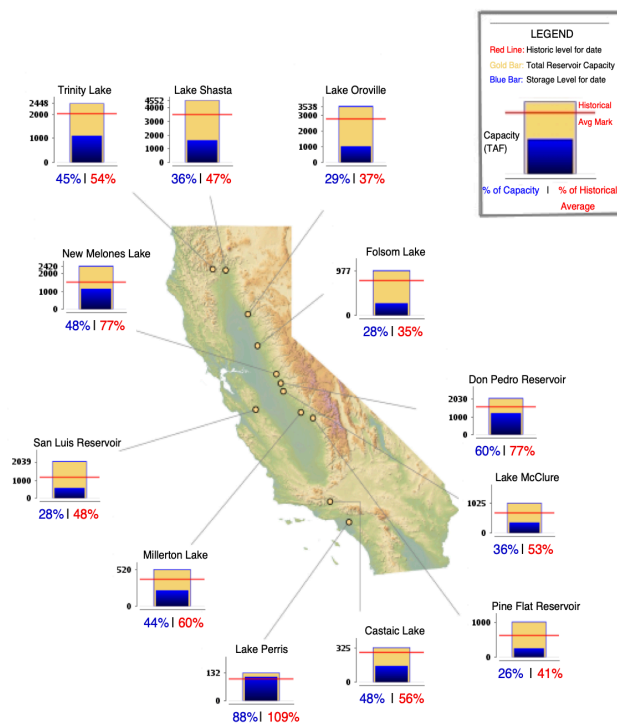 LEGEND
Red Line: Historic level for date
Gold Bar: Total Reservoir Capacity
Blue Bar: Storage Level for date
Historical
Avg Mark
Capacity
(TAF)
% of Capacity | % of Historical
Average
Trinity Lake
2448
2000
1000
0
45% | 54%
Lake Shasta
4552
4000
3000
2000
1000
0
36% | 47%
Lake Oroville
3538
3000
2000
1000
0
29% | 37%
New Melones Lake
2420
2000
1000
0
48% | 77%
Folsom Lake
977
0
28% | 35%
Don Pedro Reservoir
2030
1000
0
60% | 77%
San Luis Reservoir
2039
1000
0
28% | 48%
Lake McClure
1025
0
36% | 53%
Millerton Lake
520
0
44% | 60%
Pine Flat Reservoir
1000
0
26% | 41%
Lake Perris
132
0
88% | 109%
Castaic Lake
325
0
48% | 56%